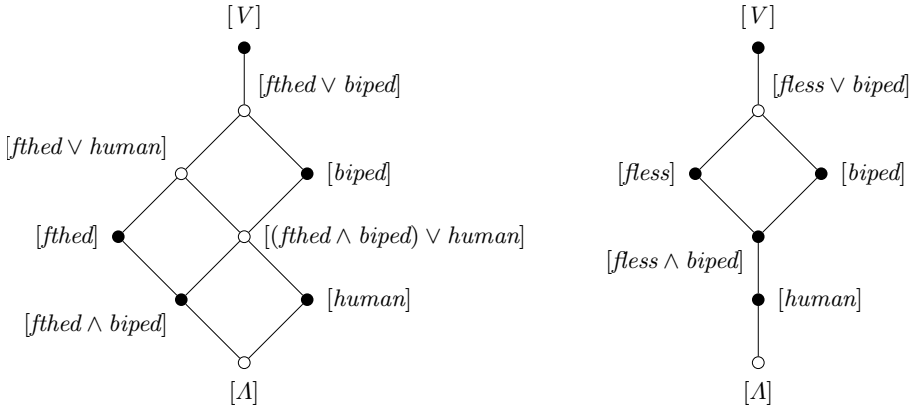 [V] [V]
[fthed ∨ biped] [fless ∨ biped]
[fthed ∨ human]
[biped] [fless] [biped]
[fthed] [(fthed ∧ biped) ∨ human]
[fless ∧ biped]
[human] [human]
[fthed ∧ biped]
[Λ] [Λ]